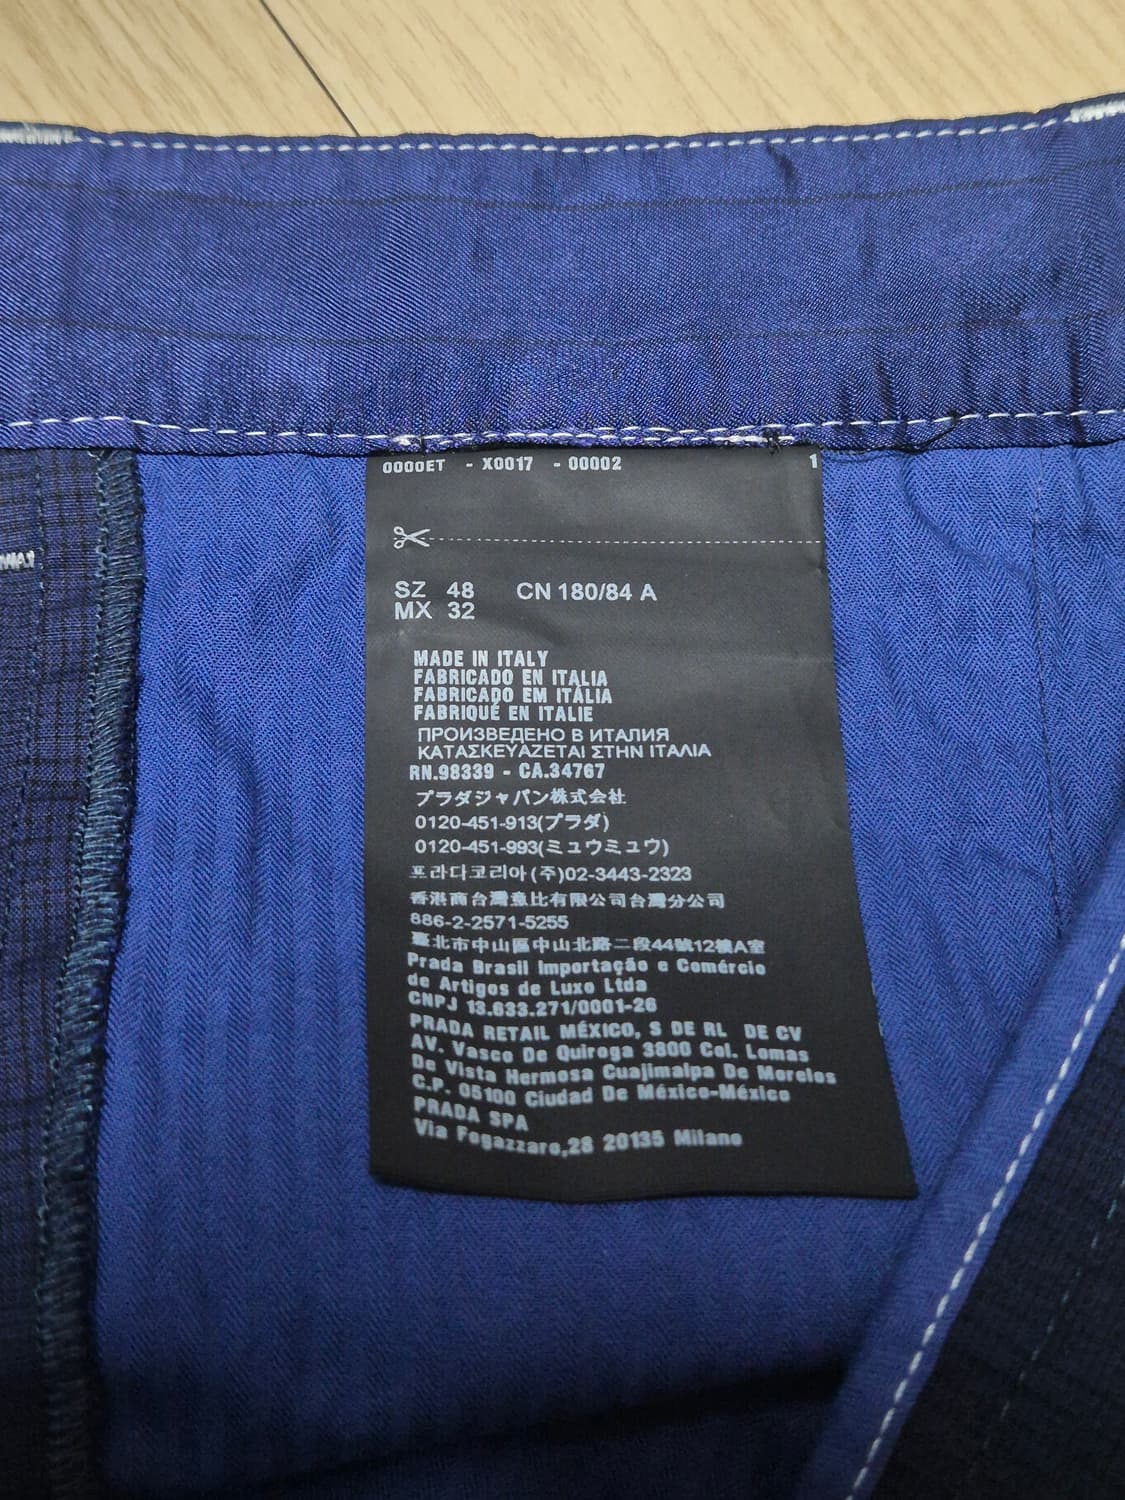 0000ET - X0017 - 00002 1
SZ 48 CN 180/84 A
MX 32
MADE IN ITALY
FABRICADO EN ITALIA
FABRICADO EM ITÁLIA
FABRIQUÉ EN ITALIE
ПРОИЗВЕДЕНО В ИТАЛИЯ
ΚΑΤΑΣΚΕΥΑΖΕΤΑΙ ΣΤΗΝ ΙΤΑΛΙΑ
RN.98339 - CA.34767
プラダジャパン株式会社
0120-451-913(プラダ)
0120-451-993(ミュウミュウ)
프라다코리아(주)02-3443-2323
香港商台灣意比有限公司台灣分公司
886-2-2571-5255
臺北市中山區中山北路二段44號12樓A室
Prada Brasil Importação e Comércio
de Artigos de Luxo Ltda
CNPJ 13.633.271/0001-26
PRADA RETAIL MÉXICO, S DE RL DE CV
AV. Vasco De Quiroga 3800 Col. Lomas
De Vista Hermosa Cuajimalpa De Morelos
C.P. 05100 Ciudad De México-México
PRADA SPA
Via Fogazzaro,28 20135 Milano